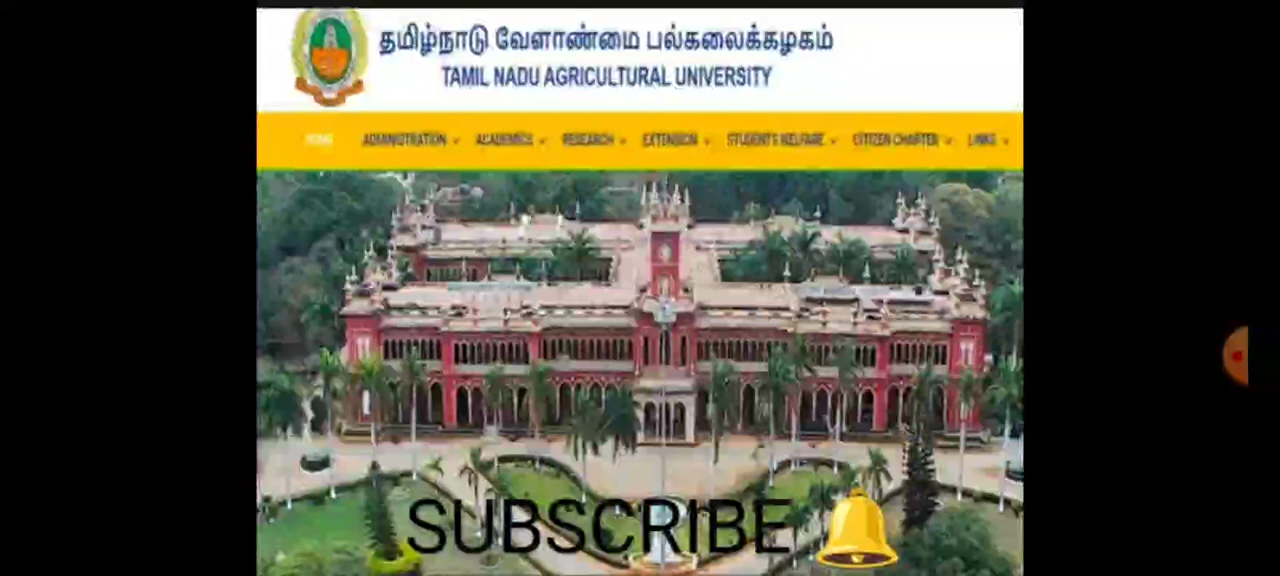 தமிழ்நாடு வேளாண்மை பல்கலைக்கழகம்
TAMIL NADU AGRICULTURAL UNIVERSITY
HOME ADMINISTRATION ACADEMICS RESEARCH EXTENSION STUDENTS WELFARE CITIZEN CHARTER LINKS
SUBSCRIBE